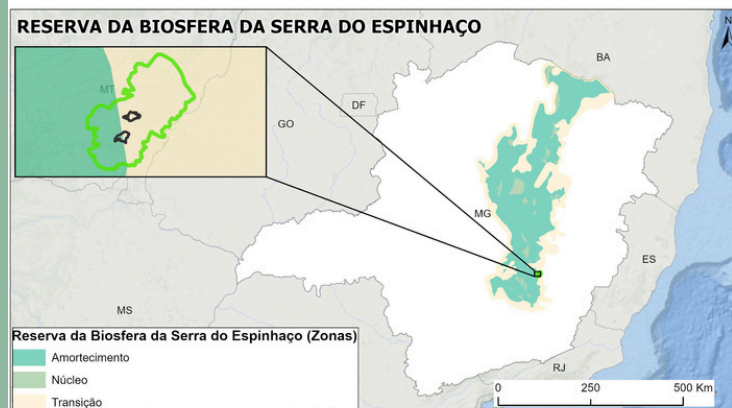 RESERVA DA BIOSFERA DA SERRA DO ESPINHAÇO
N
BA
MT
DF
GO
MG
ES
MS
RJ
Reserva da Biosfera da Serra do Espinhaço (Zonas)
Amortecimento
Núcleo
Transição
0 250 500 Km